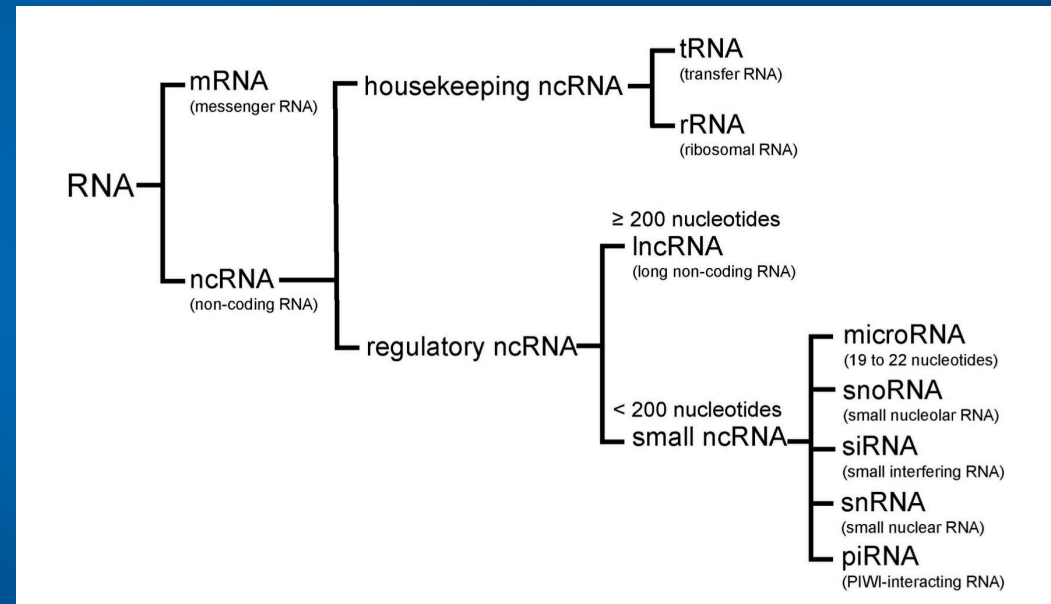 RNA
mRNA
(messenger RNA)
ncRNA
(non-coding RNA)
housekeeping ncRNA
tRNA
(transfer RNA)
rRNA
(ribosomal RNA)
regulatory ncRNA
≥ 200 nucleotides
lncRNA
(long non-coding RNA)
< 200 nucleotides
small ncRNA
microRNA
(19 to 22 nucleotides)
snoRNA
(small nucleolar RNA)
siRNA
(small interfering RNA)
snRNA
(small nuclear RNA)
piRNA
(PIWI-interacting RNA)